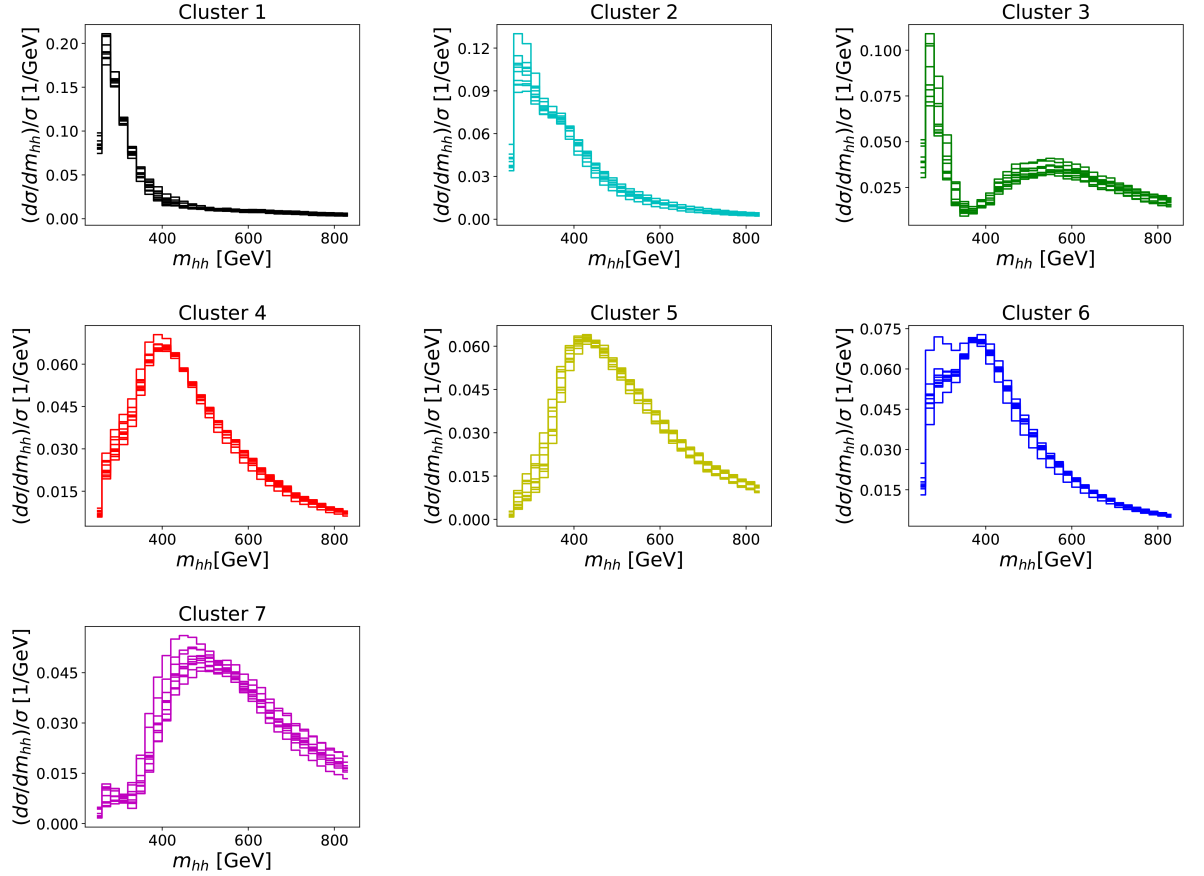 Cluster 1
(dσ/dm_hh)/σ [1/GeV]
0.20
0.15
0.10
0.05
0.00
400 600 800
m_hh [GeV]
Cluster 2
(dσ/dm_hh)/σ [1/GeV]
0.12
0.09
0.06
0.03
0.00
400 600 800
m_hh[GeV]
Cluster 3
(dσ/dm_hh)/σ [1/GeV]
0.100
0.075
0.050
0.025
400 600 800
m_hh [GeV]
Cluster 4
(dσ/dm_hh)/σ [1/GeV]
0.060
0.045
0.030
0.015
400 600 800
m_hh[GeV]
Cluster 5
(dσ/dm_hh)/σ [1/GeV]
0.060
0.045
0.030
0.015
0.000
400 600 800
m_hh [GeV]
Cluster 6
(dσ/dm_hh)/σ [1/GeV]
0.075
0.060
0.045
0.030
0.015
400 600 800
m_hh[GeV]
Cluster 7
(dσ/dm_hh)/σ [1/GeV]
0.045
0.030
0.015
0.000
400 600 800
m_hh [GeV]